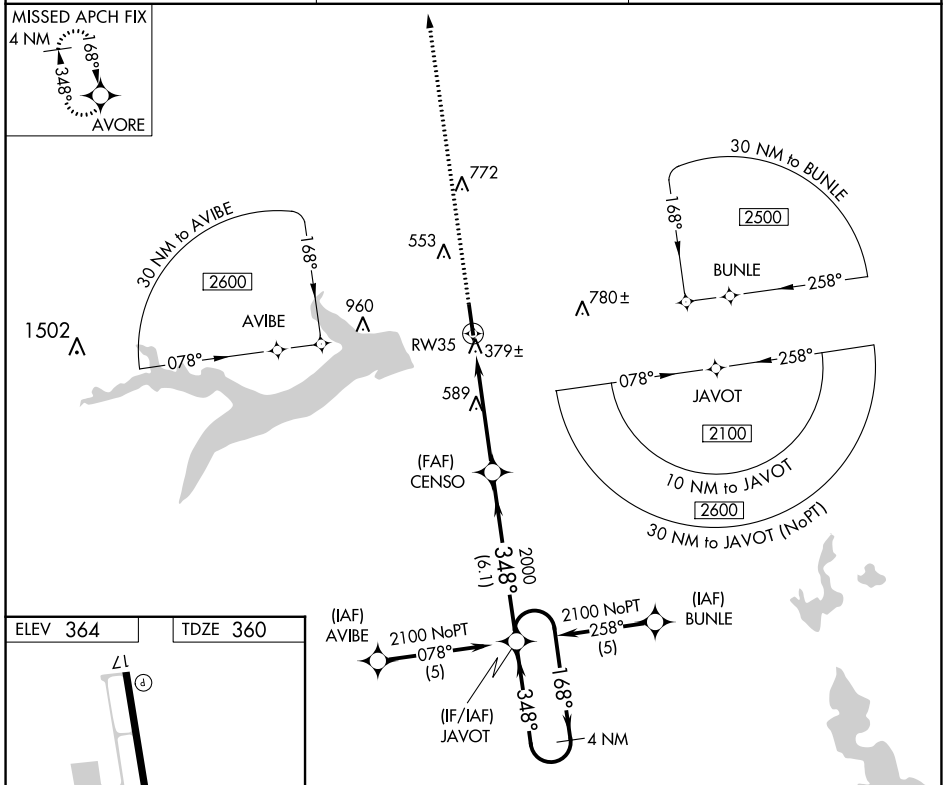 MISSED APCH FIX
4 NM
168°
348°
AVORE
772
553
30 NM to AVIBE
2600
168°
AVIBE
078°
1502
960
RW35
379±
589
780±
30 NM to BUNLE
2500
168°
BUNLE
258°
078°
258°
JAVOT
2100
10 NM to JAVOT
2600
30 NM to JAVOT (NoPT)
(FAF)
CENSO
348°
2000
(6.1)
(IAF)
AVIBE
2100 NoPT
078°
(5)
2100 NoPT
258°
(5)
(IAF)
BUNLE
(IF/IAF)
JAVOT
348°
168°
4 NM
ELEV 364
TDZE 360
17
P